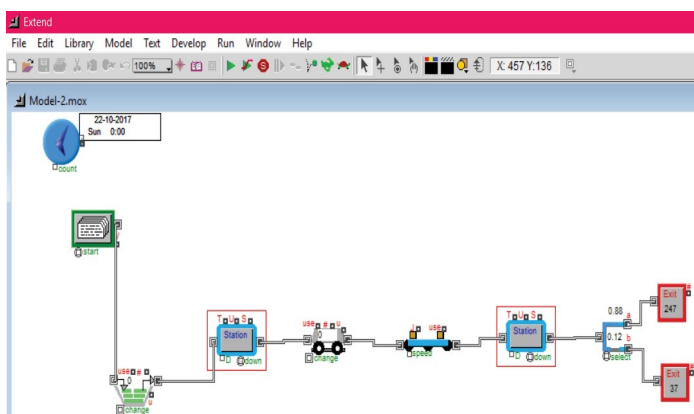 Extend
File Edit Library Model Text Develop Run Window Help
100% X: 457 Y:136
Model-2.mox
22-10-2017
Sun 0:00
count
start
T U S
Station
D down
use # u
0
change
use
speed
T U S
Station
D down
0.88 a
0.12 b
select
Exit
247
#
Exit
37
use # 
0
u
change